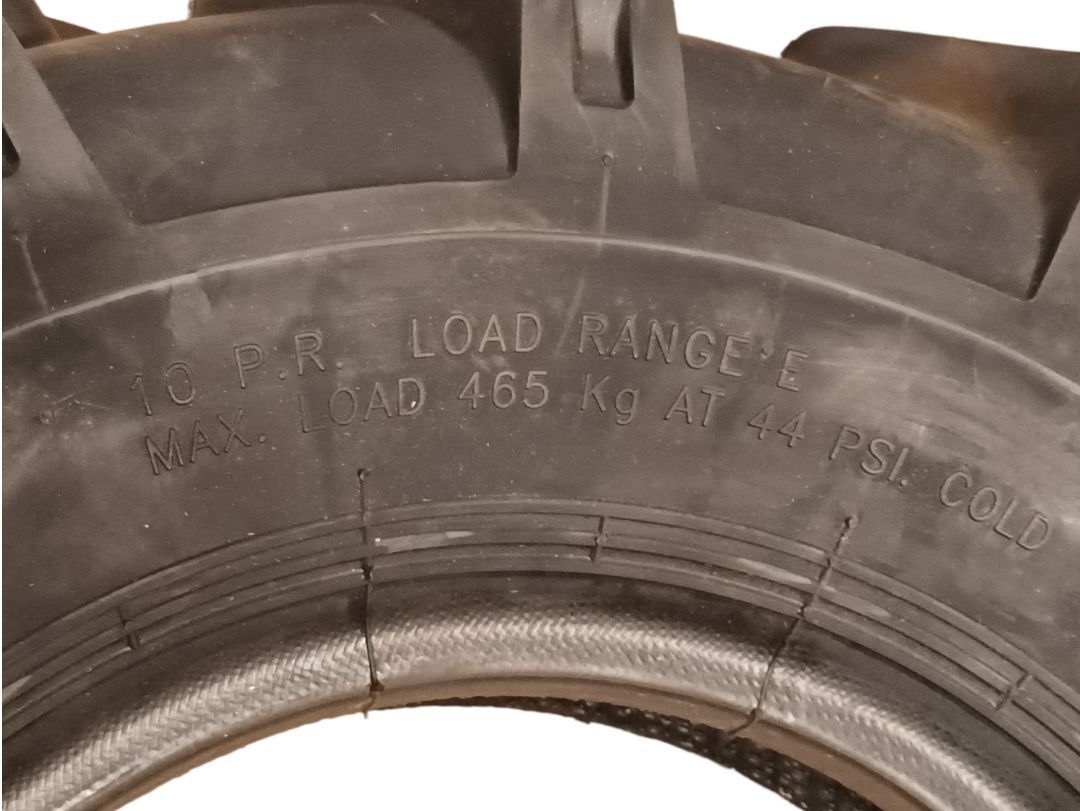 10 P.R. LOAD RANGE E
MAX. LOAD 465 Kg AT 44 PSI. COLD